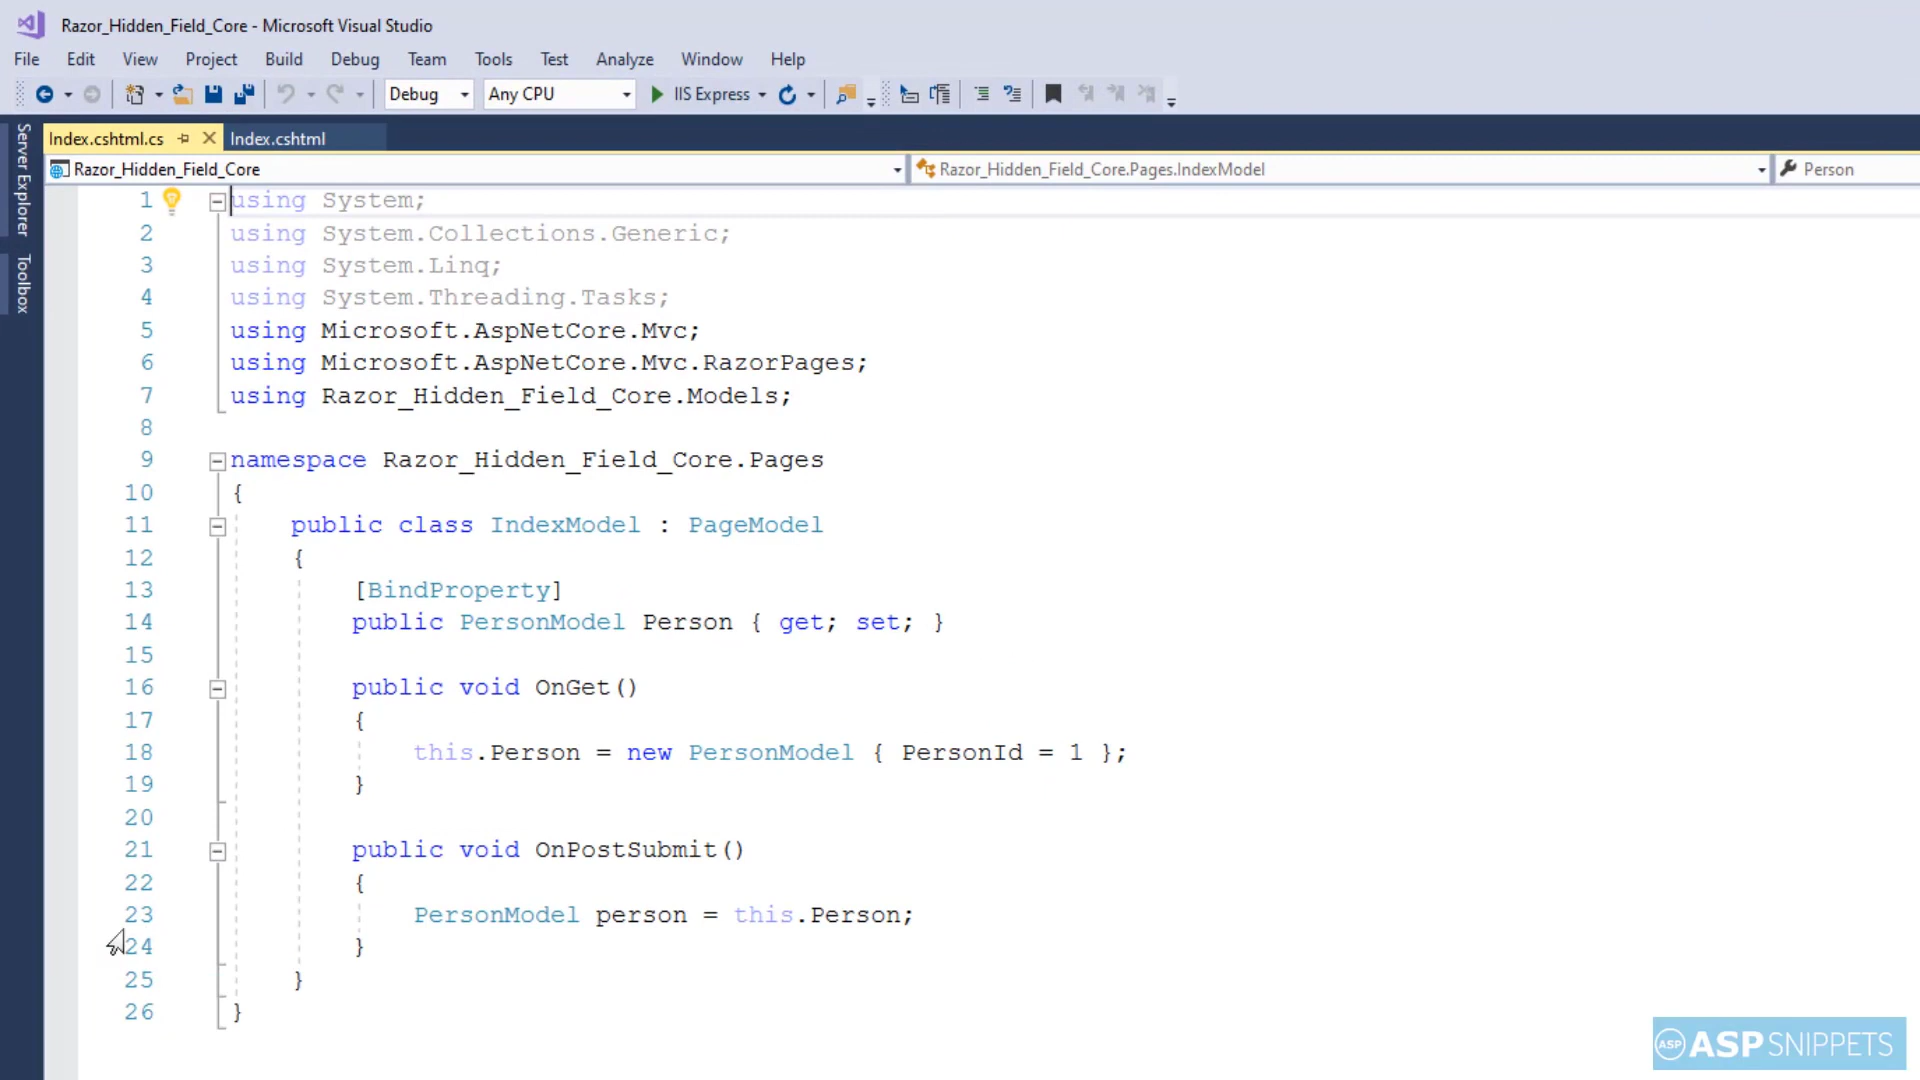 Razor_Hidden_Field_Core - Microsoft Visual Studio
File Edit View Project Build Debug Team Tools Test Analyze Window Help
Debug Any CPU IIS Express
Server Explorer
Toolbox
Index.cshtml.cs Index.cshtml
Razor_Hidden_Field_Core Razor_Hidden_Field_Core.Pages.IndexModel Person
1 using System;
2 using System.Collections.Generic;
3 using System.Linq;
4 using System.Threading.Tasks;
5 using Microsoft.AspNetCore.Mvc;
6 using Microsoft.AspNetCore.Mvc.RazorPages;
7 using Razor_Hidden_Field_Core.Models;
8
9 namespace Razor_Hidden_Field_Core.Pages
10 {
11     public class IndexModel : PageModel
12     {
13         [BindProperty]
14         public PersonModel Person { get; set; }
15
16         public void OnGet()
17         {
18             this.Person = new PersonModel { PersonId = 1 };
19         }
20
21         public void OnPostSubmit()
22         {
23             PersonModel person = this.Person;
24         }
25     }
26 }
ASP ASPSNIPPETS